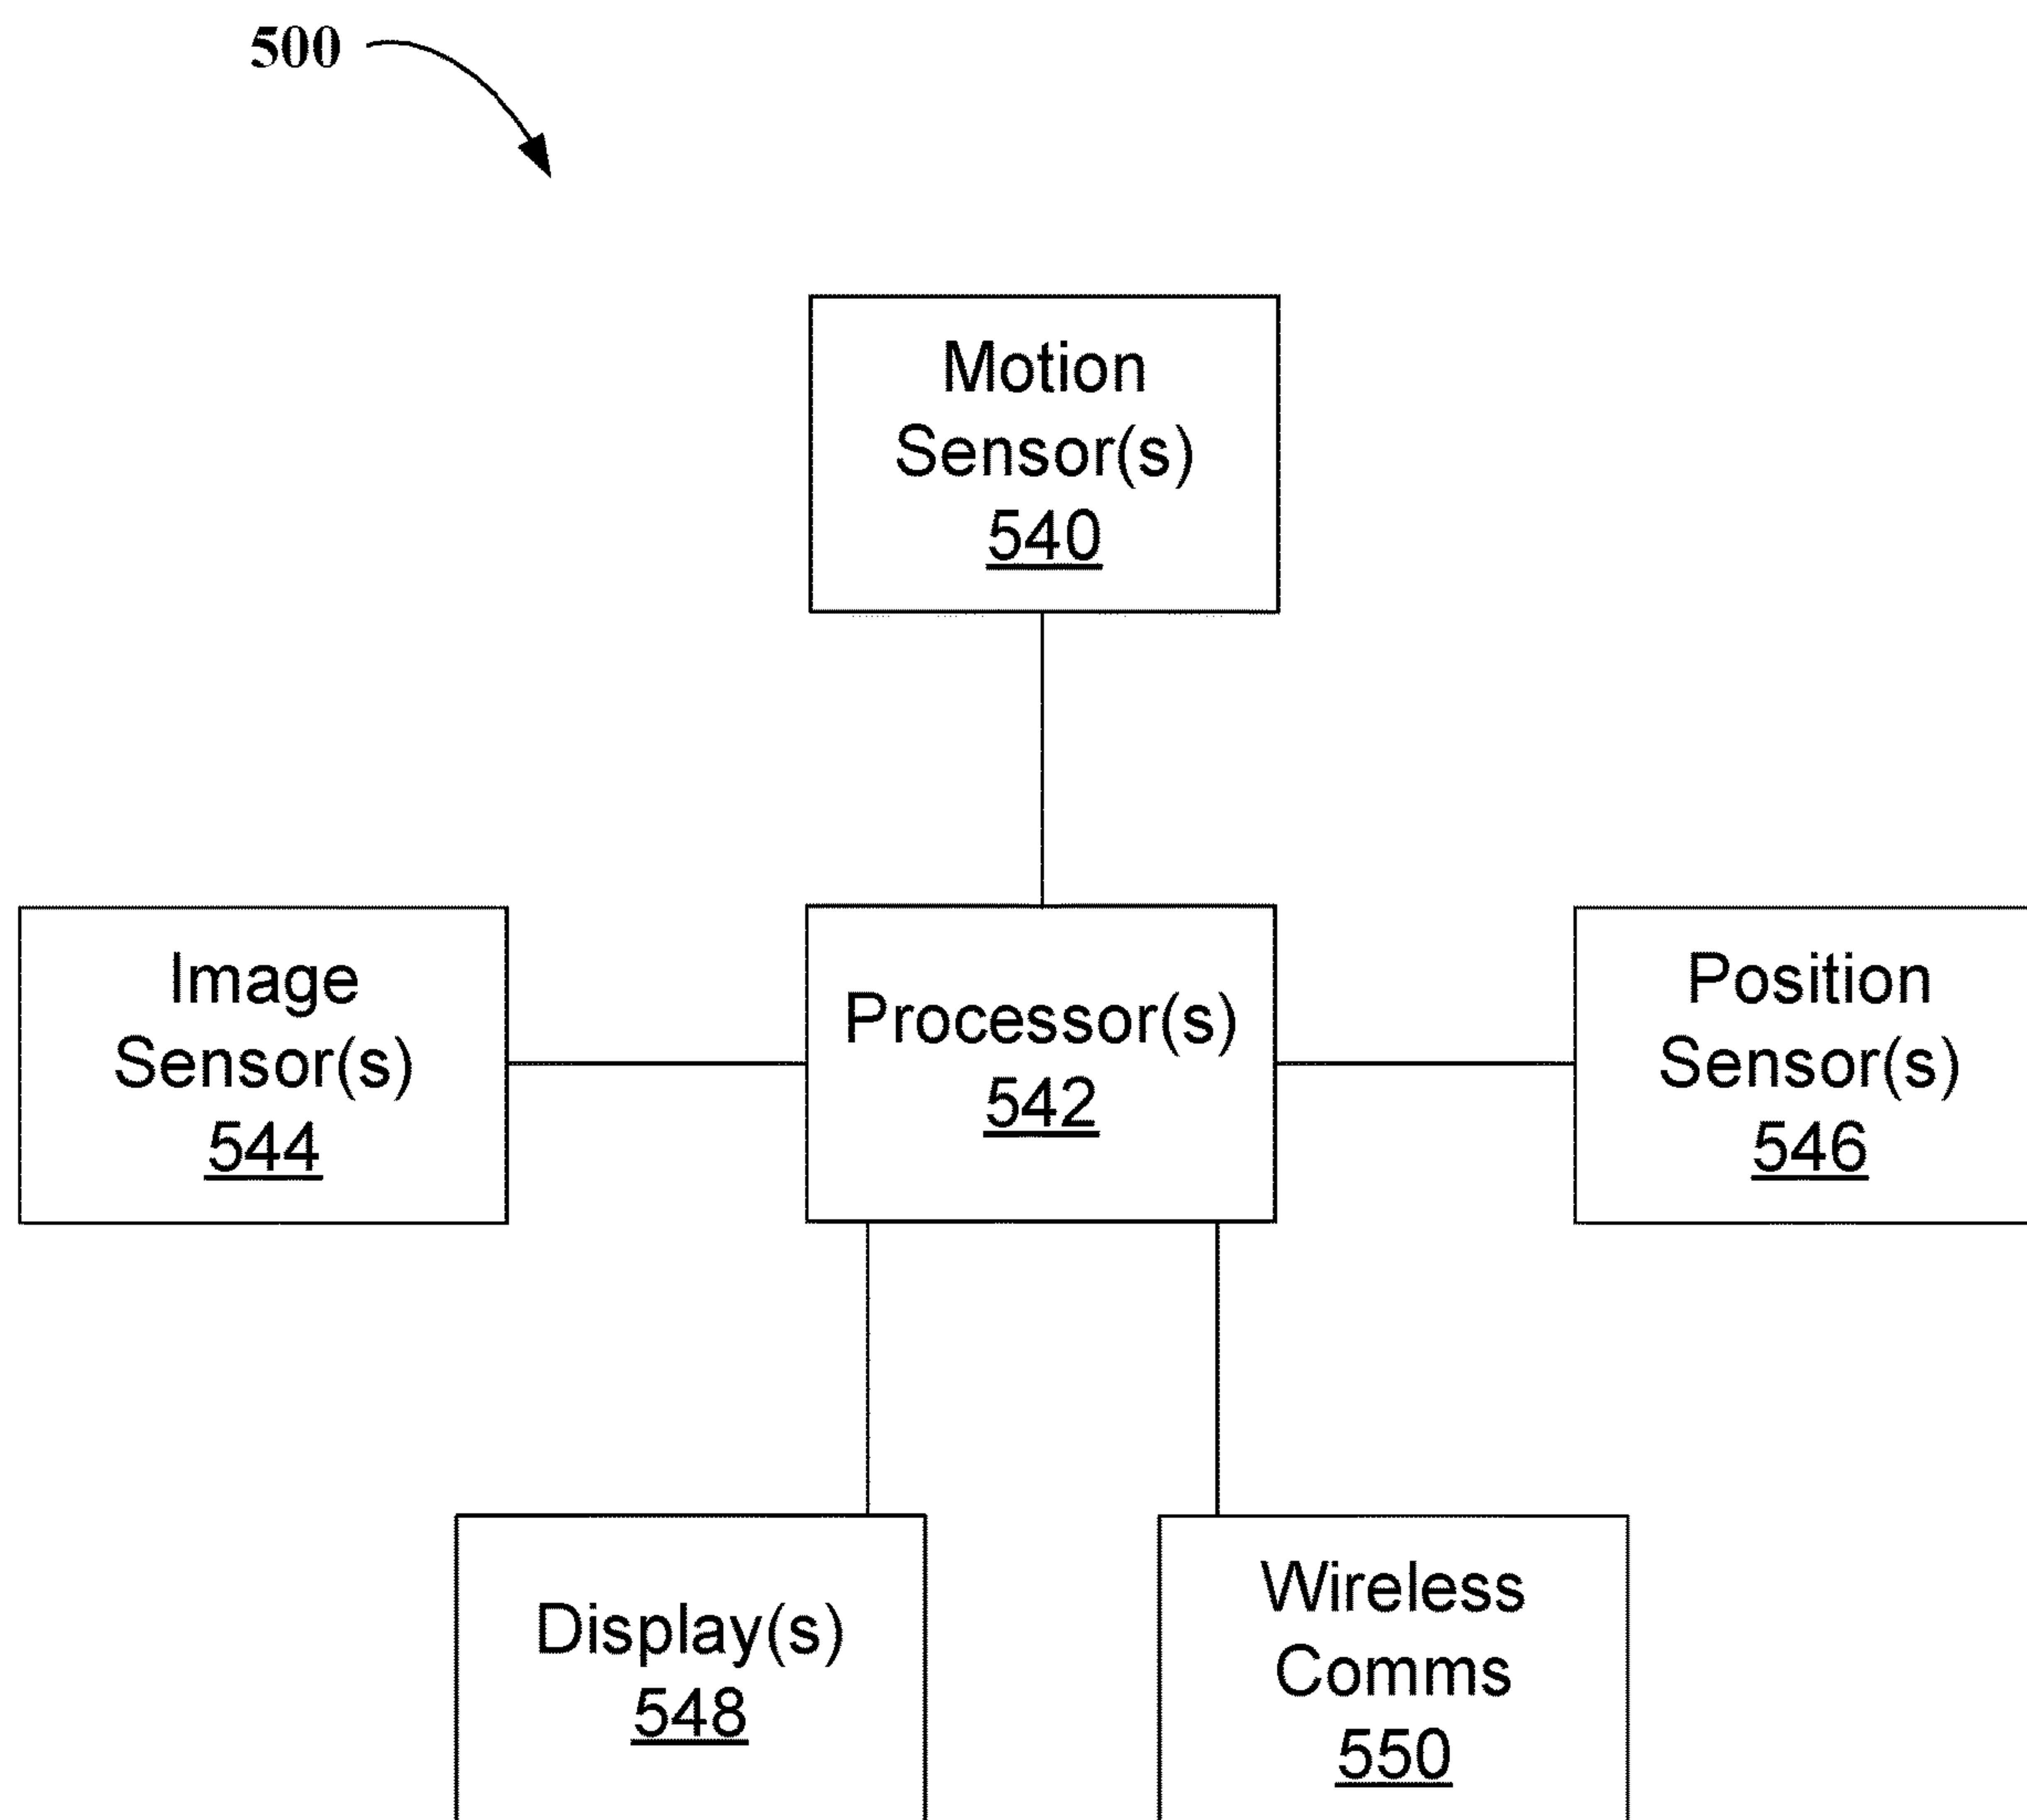 500
Motion
Sensor(s)
540
Image
Sensor(s)
544
Processor(s)
542
Position
Sensor(s)
546
Display(s)
548
Wireless
Comms
550